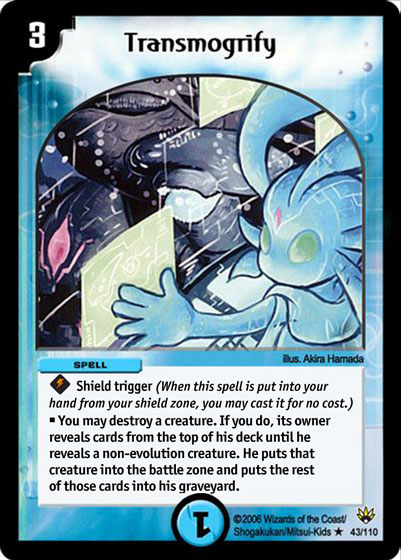 3
Transmogrify
illus. Akira Hamada
SPELL
Shield trigger (When this spell is put into your
hand from your shield zone, you may cast it for no cost.)
▪ You may destroy a creature. If you do, its owner
reveals cards from the top of his deck until he
reveals a non-evolution creature. He puts that
creature into the battle zone and puts the rest
of those cards into his graveyard.
©2006 Wizards of the Coast/
Shogakukan/Mitsui-Kids ★ 43/110